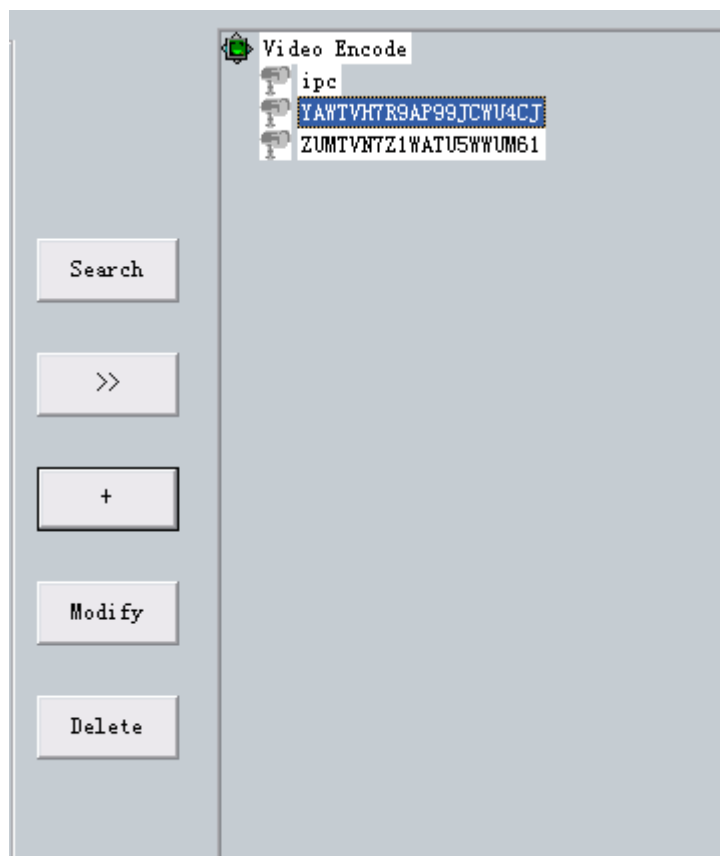 Video Encode
ipc
YAWTVH7R9AP99JCWU4CJ
ZUMTVN7Z1WATU5WWUM61
Search
>>
+
Modify
Delete